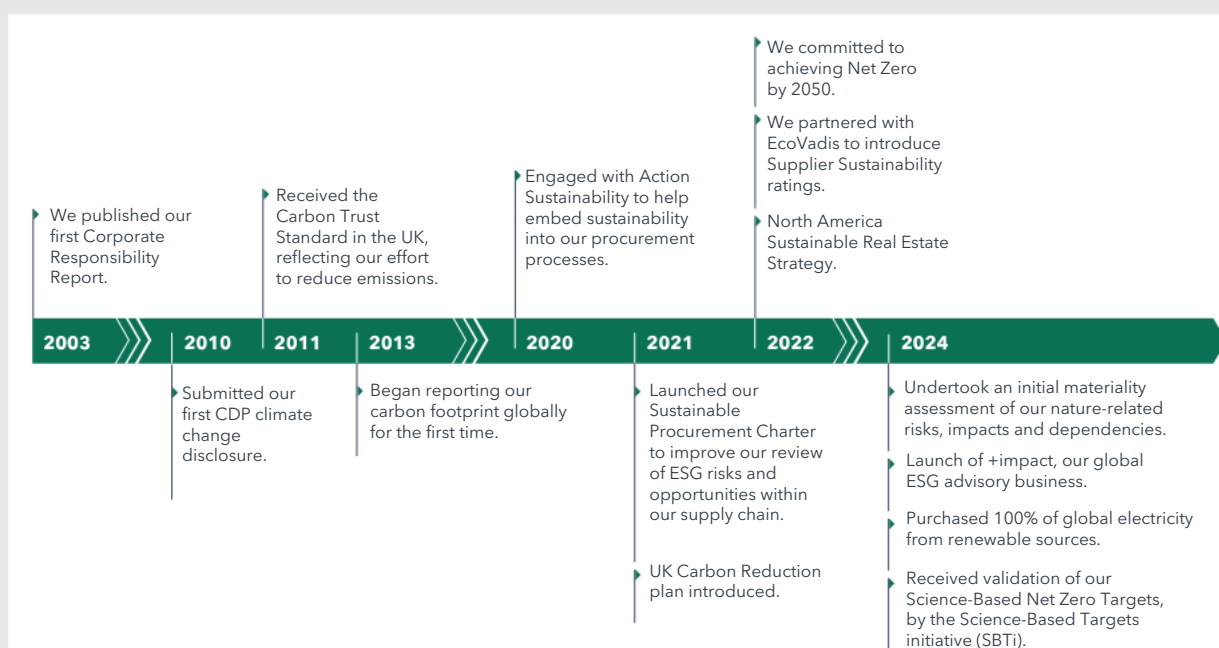 We committed to
achieving Net Zero
by 2050.
We partnered with
EcoVadis to introduce
Supplier Sustainability
ratings.
North America
Sustainable Real Estate
Strategy.
Engaged with Action
Sustainability to help
embed sustainability
into our procurement
processes.
Received the
Carbon Trust
Standard in the UK,
reflecting our effort
to reduce emissions.
We published our
first Corporate
Responsibility
Report.
2003 2010 2011 2013 2020 2021 2022 2024
Submitted our
first CDP climate
change
disclosure.
Began reporting our
carbon footprint globally
for the first time.
Launched our
Sustainable
Procurement Charter
to improve our review
of ESG risks and
opportunities within
our supply chain.
UK Carbon Reduction
plan introduced.
Undertook an initial materiality
assessment of our nature-related
risks, impacts and dependencies.
Launch of +impact, our global
ESG advisory business.
Purchased 100% of global electricity
from renewable sources.
Received validation of our
Science-Based Net Zero Targets,
by the Science-Based Targets
initiative (SBTi).